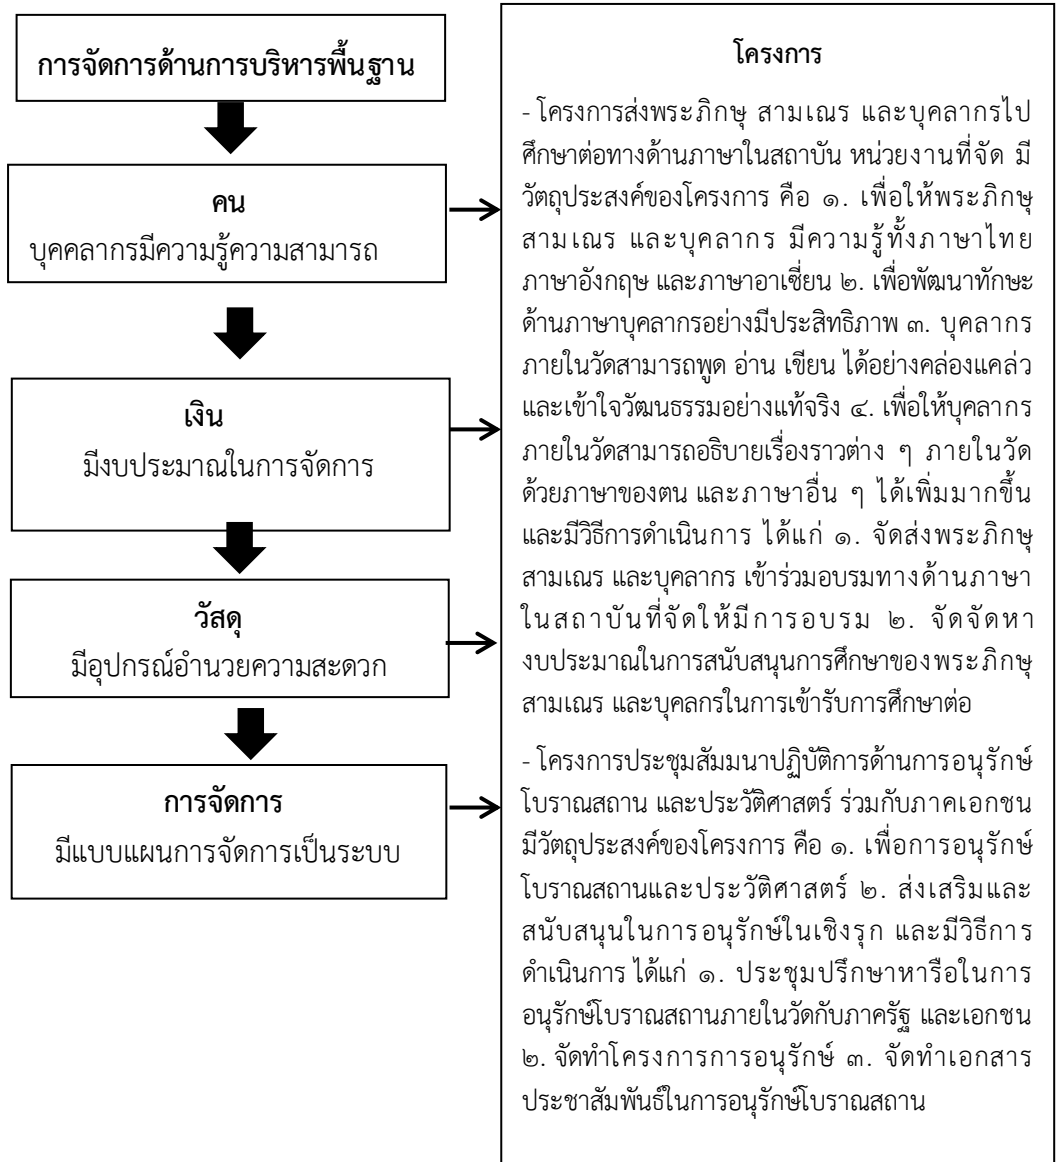 การจัดการด้านการบริหารพื้นฐาน
คน
บุคคลากรมีความรู้ความสามารถ
เงิน
มีงบประมาณในการจัดการ
วัสดุ
มีอุปกรณ์อำนวยความสะดวก
การจัดการ
มีแบบแผนการจัดการเป็นระบบ
โครงการ
- โครงการส่งพระภิกษุ สามเณร และบุคลากรไป
ศึกษาต่อทางด้านภาษาในสถาบัน หน่วยงานที่จัด มี
วัตถุประสงค์ของโครงการ คือ ๑. เพื่อให้พระภิกษุ
สามเณร และบุคลากร มีความรู้ทั้งภาษาไทย
ภาษาอังกฤษ และภาษาอาเซี่ยน ๒. เพื่อพัฒนาทักษะ
ด้านภาษาบุคลากรอย่างมีประสิทธิภาพ ๓. บุคลากร
ภายในวัดสามารถพูด อ่าน เขียน ได้อย่างคล่องแคล่ว
และเข้าใจวัฒนธรรมอย่างแท้จริง ๔. เพื่อให้บุคลากร
ภายในวัดสามารถอธิบายเรื่องราวต่าง ๆ ภายในวัด
ด้วยภาษาของตน และภาษาอื่น ๆ ได้เพิ่มมากขึ้น
และมีวิธีการดำเนินการ ได้แก่ ๑. จัดส่งพระภิกษุ
สามเณร และบุคลากร เข้าร่วมอบรมทางด้านภาษา
ในสถาบันที่จัดให้มีการอบรม ๒. จัดจัดหา
งบประมาณในการสนับสนุนการศึกษาของพระภิกษุ
สามเณร และบุคลกรในการเข้ารับการศึกษาต่อ
- โครงการประชุมสัมมนาปฏิบัติการด้านการอนุรักษ์
โบราณสถาน และประวัติศาสตร์ ร่วมกับภาคเอกชน
มีวัตถุประสงค์ของโครงการ คือ ๑. เพื่อการอนุรักษ์
โบราณสถานและประวัติศาสตร์ ๒. ส่งเสริมและ
สนับสนุนในการอนุรักษ์ในเชิงรุก และมีวิธีการ
ดำเนินการ ได้แก่ ๑. ประชุมปรึกษาหารือในการ
อนุรักษ์โบราณสถานภายในวัดกับภาครัฐ และเอกชน
๒. จัดทำโครงการการอนุรักษ์ ๓. จัดทำเอกสาร
ประชาสัมพันธ์ในการอนุรักษ์โบราณสถาน